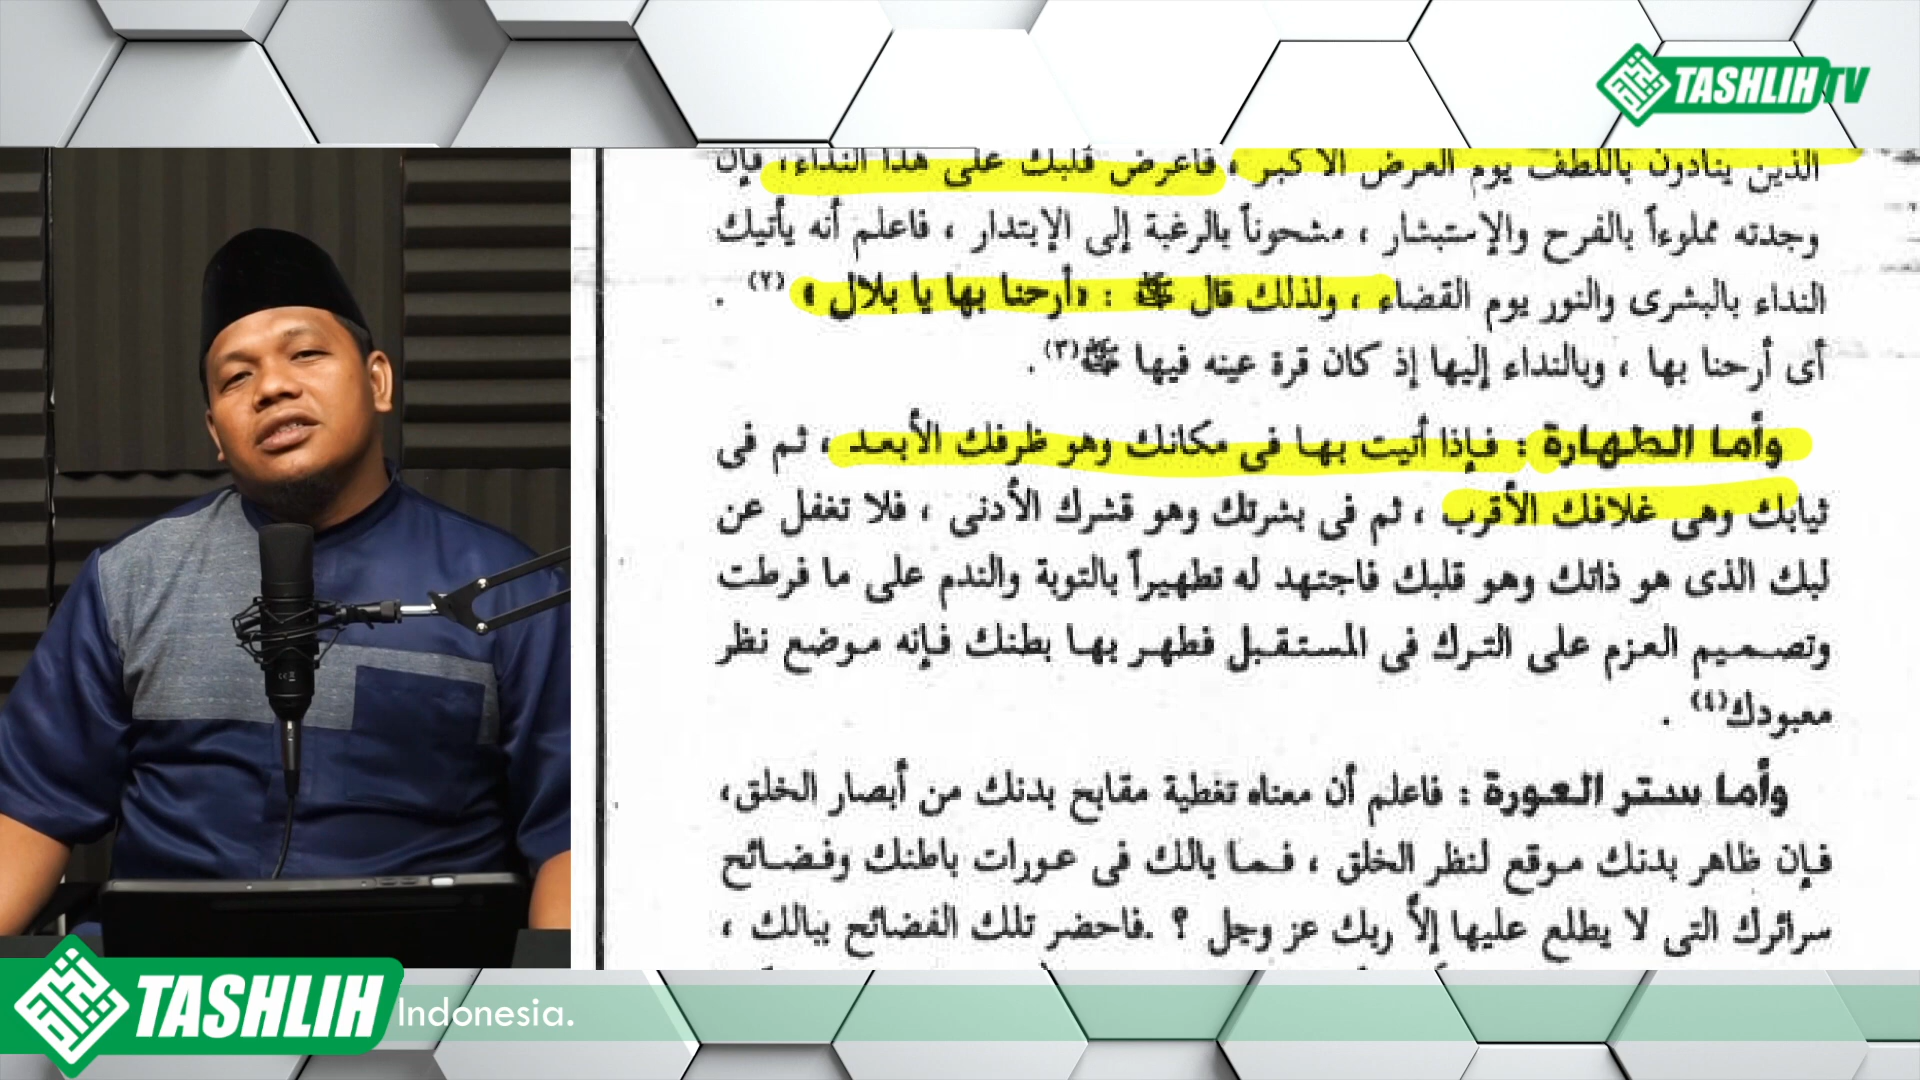 TASHLIH TV
الذين ينادون باللطف يوم العرض الأكبر ، فاعرض قلبك على هذا النداء، فإن
وجدته مملوءاً بالفرح والإستبشار ، مشحوناً بالرغبة إلى الإبتدار ، فاعلم أنه يأتيك
النداء بالبشرى والنور يوم القضاء ، ولذلك قال ﷺ : «أرحنا بها يا بلال» (٢) .
أى أرحنا بها ، وبالنداء إليها إذ كان قرة عينه فيها ﷺ(٣) .
وأما الطهارة : فإذا أتيت بها فى مكانك وهو ظرفك الأبعد ، ثم فى
ثيابك وهى غلافك الأقرب ، ثم فى بشرتك وهو قشرك الأدنى ، فلا تغفل عن
لبك الذى هو ذاتك وهو قلبك فاجتهد له تطهيراً بالتوبة والندم على ما فرطت
وتصميم العزم على الترك فى المستقبل فطهر بها بطنك فإنه موضع نظر
معبودك(٤) .
وأما ستر العورة : فاعلم أن معناه تغطية مقابح بدنك من أبصار الخلق،
فإن ظاهر بدنك موقع لنظر الخلق ، فما بالك فى عورات باطنك وفضائح
سرائرك التى لا يطلع عليها إلاَّ ربك عز وجل ؟ .فاحضر تلك الفضائح ببالك ،
TASHLIH Indonesia.